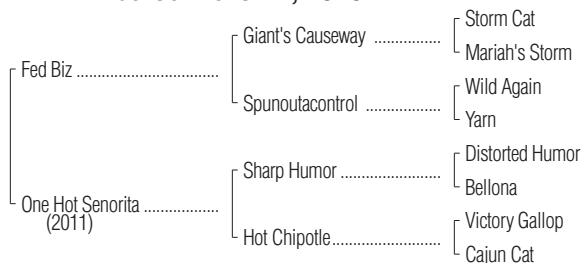 Giant's Causeway
Storm Cat
Mariah's Storm
Fed Biz
Spunoutacontrol
Wild Again
Yarn
Sharp Humor
Distorted Humor
Bellona
One Hot Senorita
(2011)
Hot Chipotle
Victory Gallop
Cajun Cat